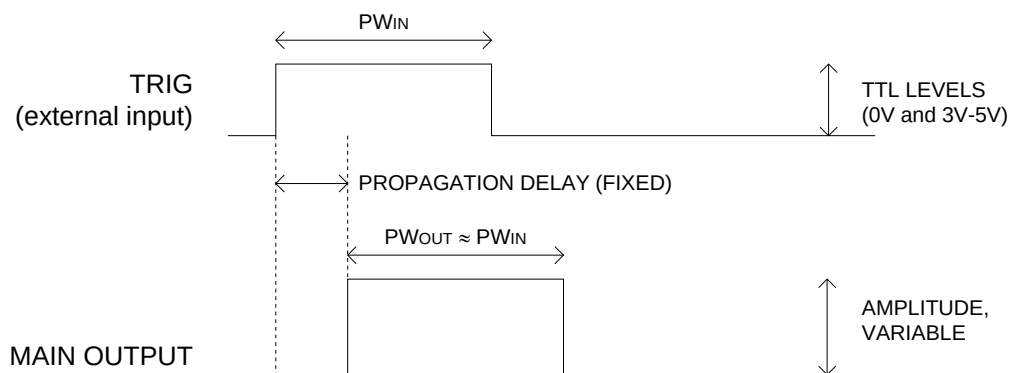 PWIN
TRIG
(external input)
TTL LEVELS
(0V and 3V-5V)
PROPAGATION DELAY (FIXED)
PWOUT ≈ PWIN
AMPLITUDE,
VARIABLE
MAIN OUTPUT